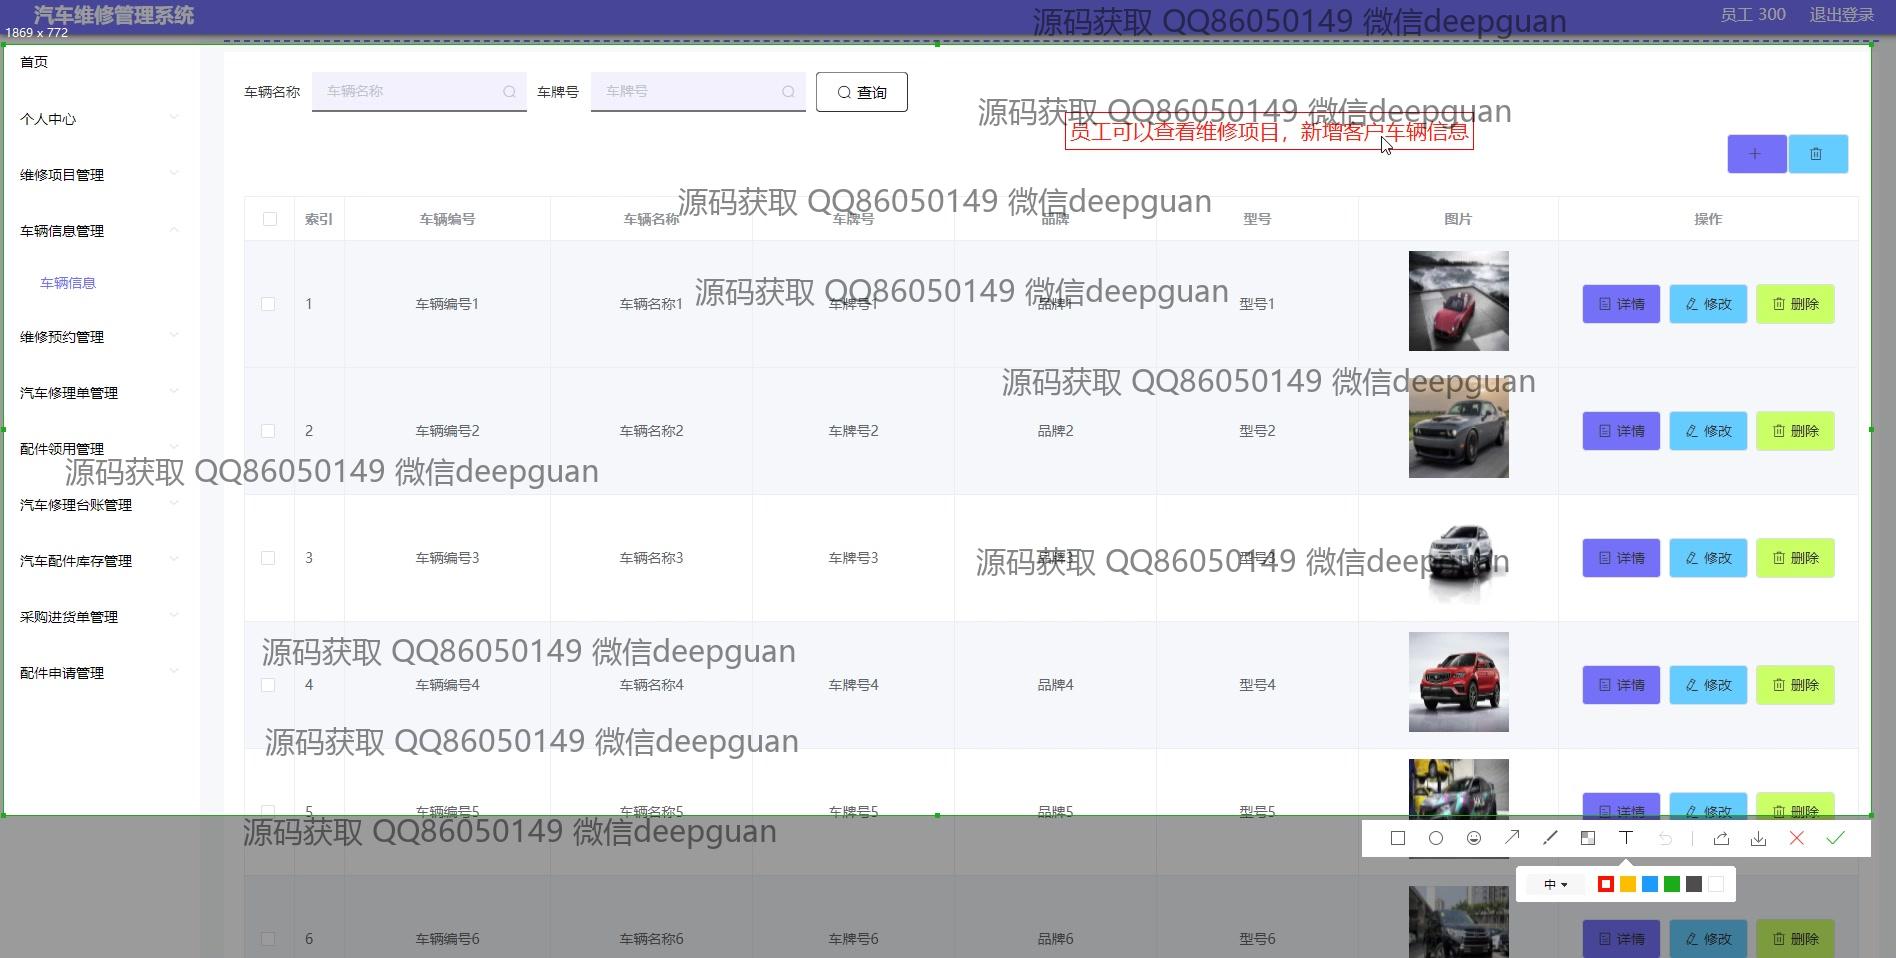 汽车维修管理系统
源码获取 QQ86050149 微信deepguan
员工 300 退出登录
1869 x 772
首页
车辆名称 车辆名称 车牌号 车牌号 查询
源码获取 QQ86050149 微信deepguan
个人中心
员工可以查看维修项目，新增客户车辆信息
维修项目管理
源码获取 QQ86050149 微信deepguan
索引 车辆编号 车辆名称 车牌号 品牌 型号 图片 操作
车辆信息管理
车辆信息
源码获取 QQ86050149 微信deepguan
1 车辆编号1 车辆名称1 车牌号1 品牌1 型号1 详情 修改 删除
维修预约管理
源码获取 QQ86050149 微信deepguan
汽车修理单管理
2 车辆编号2 车辆名称2 车牌号2 品牌2 型号2 详情 修改 删除
配件领用管理
源码获取 QQ86050149 微信deepguan
汽车修理台账管理
3 车辆编号3 车辆名称3 车牌号3 品牌3 型号3 详情 修改 删除
源码获取 QQ86050149 微信deepguan
汽车配件库存管理
采购进货单管理
源码获取 QQ86050149 微信deepguan
配件申请管理
4 车辆编号4 车辆名称4 车牌号4 品牌4 型号4 详情 修改 删除
源码获取 QQ86050149 微信deepguan
5 车辆编号5 车辆名称5 车牌号5 品牌5 型号5 详情 修改 删除
源码获取 QQ86050149 微信deepguan
中
6 车辆编号6 车辆名称6 车牌号6 品牌6 型号6 详情 修改 删除